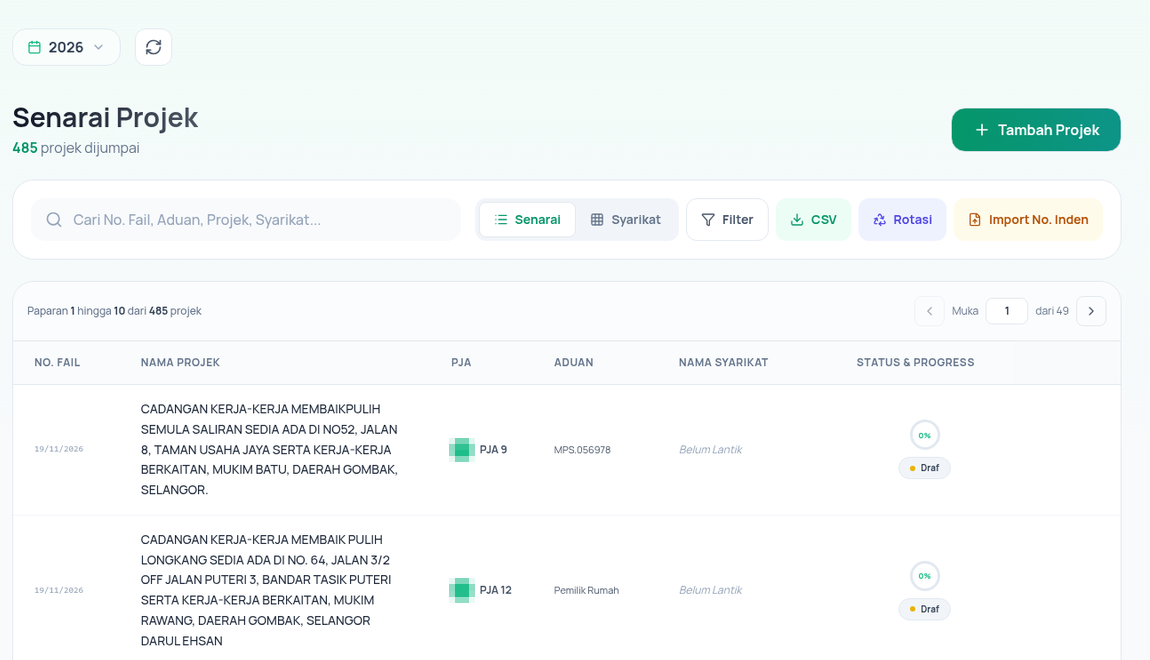 2026
Senarai Projek
485 projek dijumpai
Tambah Projek
Cari No. Fail, Aduan, Projek, Syarikat...
Senarai
Syarikat
Filter
CSV
Rotasi
Import No. Inden
Paparan 1 hingga 10 dari 485 projek
Muka 1 dari 49
NO. FAIL NAMA PROJEK PJA ADUAN NAMA SYARIKAT STATUS & PROGRESS
CADANGAN KERJA-KERJA MEMBAIKPULIH
SEMULA SALIRAN SEDIA ADA DI NO52, JALAN
8, TAMAN USAHA JAYA SERTA KERJA-KERJA
BERKAITAN, MUKIM BATU, DAERAH GOMBAK,
SELANGOR.
19/11/2026
PJA 9
MPS.056978
Belum Lantik
0%
Draf
CADANGAN KERJA-KERJA MEMBAIK PULIH
LONGKANG SEDIA ADA DI NO. 64, JALAN 3/2
OFF JALAN PUTERI 3, BANDAR TASIK PUTERI
SERTA KERJA-KERJA BERKAITAN, MUKIM
RAWANG, DAERAH GOMBAK, SELANGOR
DARUL EHSAN
19/11/2026
PJA 12
Pemilik Rumah
Belum Lantik
0%
Draf